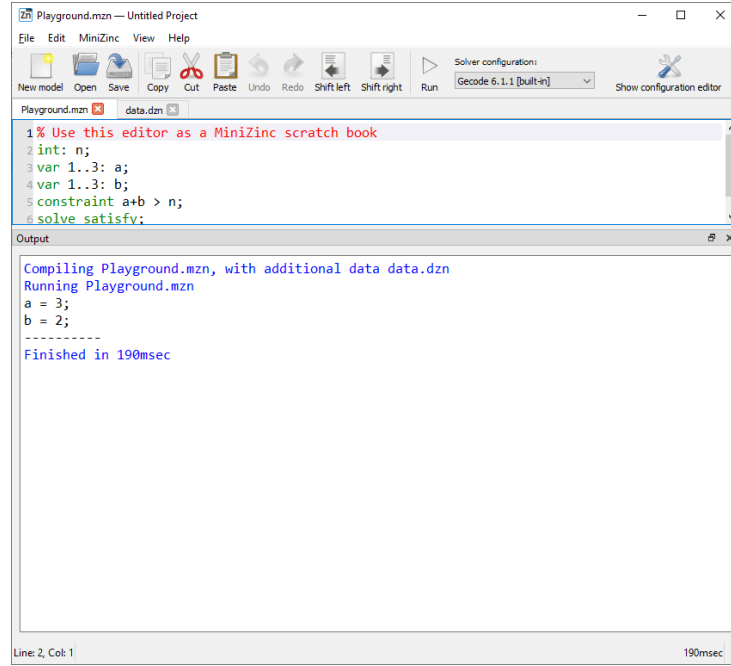 Zn Playground.mzn — Untitled Project
File Edit MiniZinc View Help
New model Open Save Copy Cut Paste Undo Redo Shift left Shift right Run Solver configuration: Gecode 6.1.1 [built-in] Show configuration editor
Playground.mzn data.dzn
1 % Use this editor as a MiniZinc scratch book
2 int: n;
3 var 1..3: a;
4 var 1..3: b;
5 constraint a+b > n;
6 solve satisfy;
Output
Compiling Playground.mzn, with additional data data.dzn
Running Playground.mzn
a = 3;
b = 2;
----------
Finished in 190msec
Line: 2, Col: 1 190msec